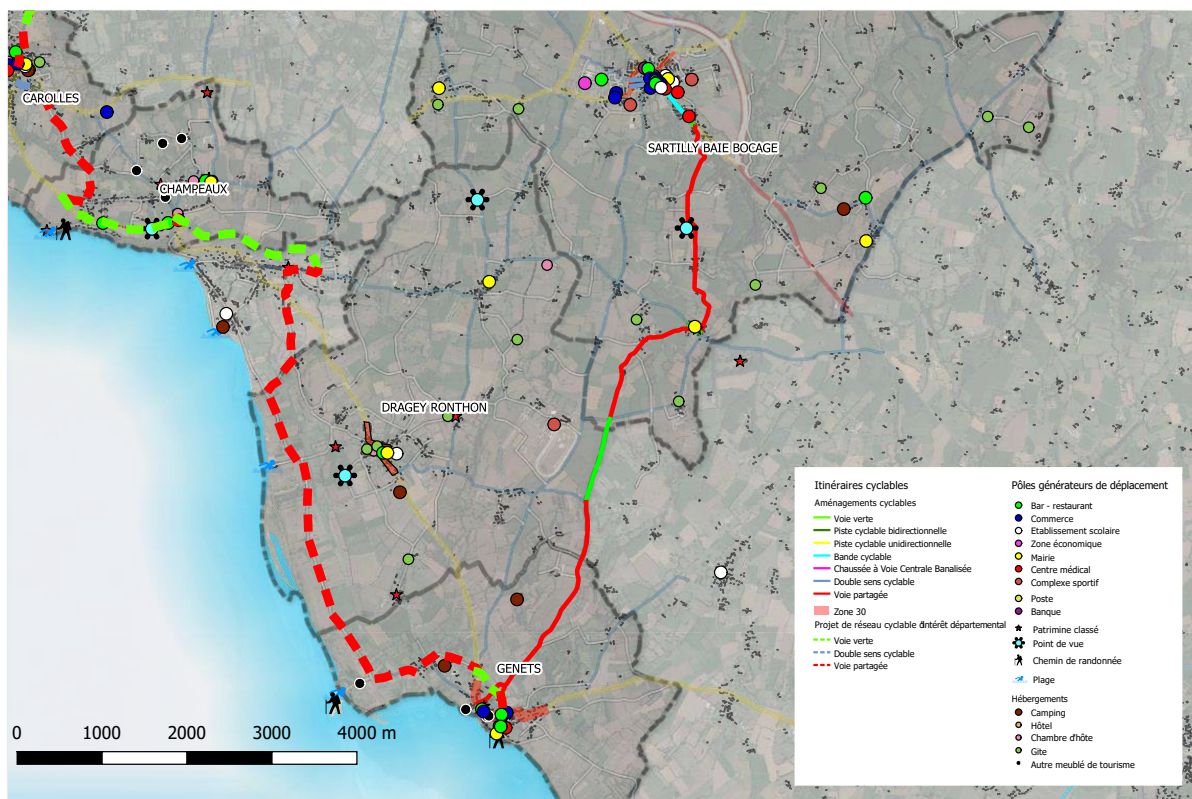 CAROLLES
SARTILLY BAIE BOCAGE
CHAMPEAUX
DRAGEY RONTHON
GENETS
0 1000 2000 3000 4000 m
Itinéraires cyclables
Aménagements cyclables
Voie verte
Piste cyclable bidirectionnelle
Piste cyclable unidirectionnelle
Bande cyclable
Chaussée à Voie Centrale Banalisée
Double sens cyclable
Voie partagée
Zone 30
Projet de réseau cyclable d'intérêt départemental
Voie verte
Double sens cyclable
Voie partagée
Pôles générateurs de déplacement
Bar - restaurant
Commerce
Etablissement scolaire
Zone économique
Mairie
Centre médical
Complexe sportif
Poste
Banque
Patrimine classé
Point de vue
Chemin de randonnée
Plage
Hébergements
Camping
Hôtel
Chambre d'hôte
Gite
Autre meublé de tourisme